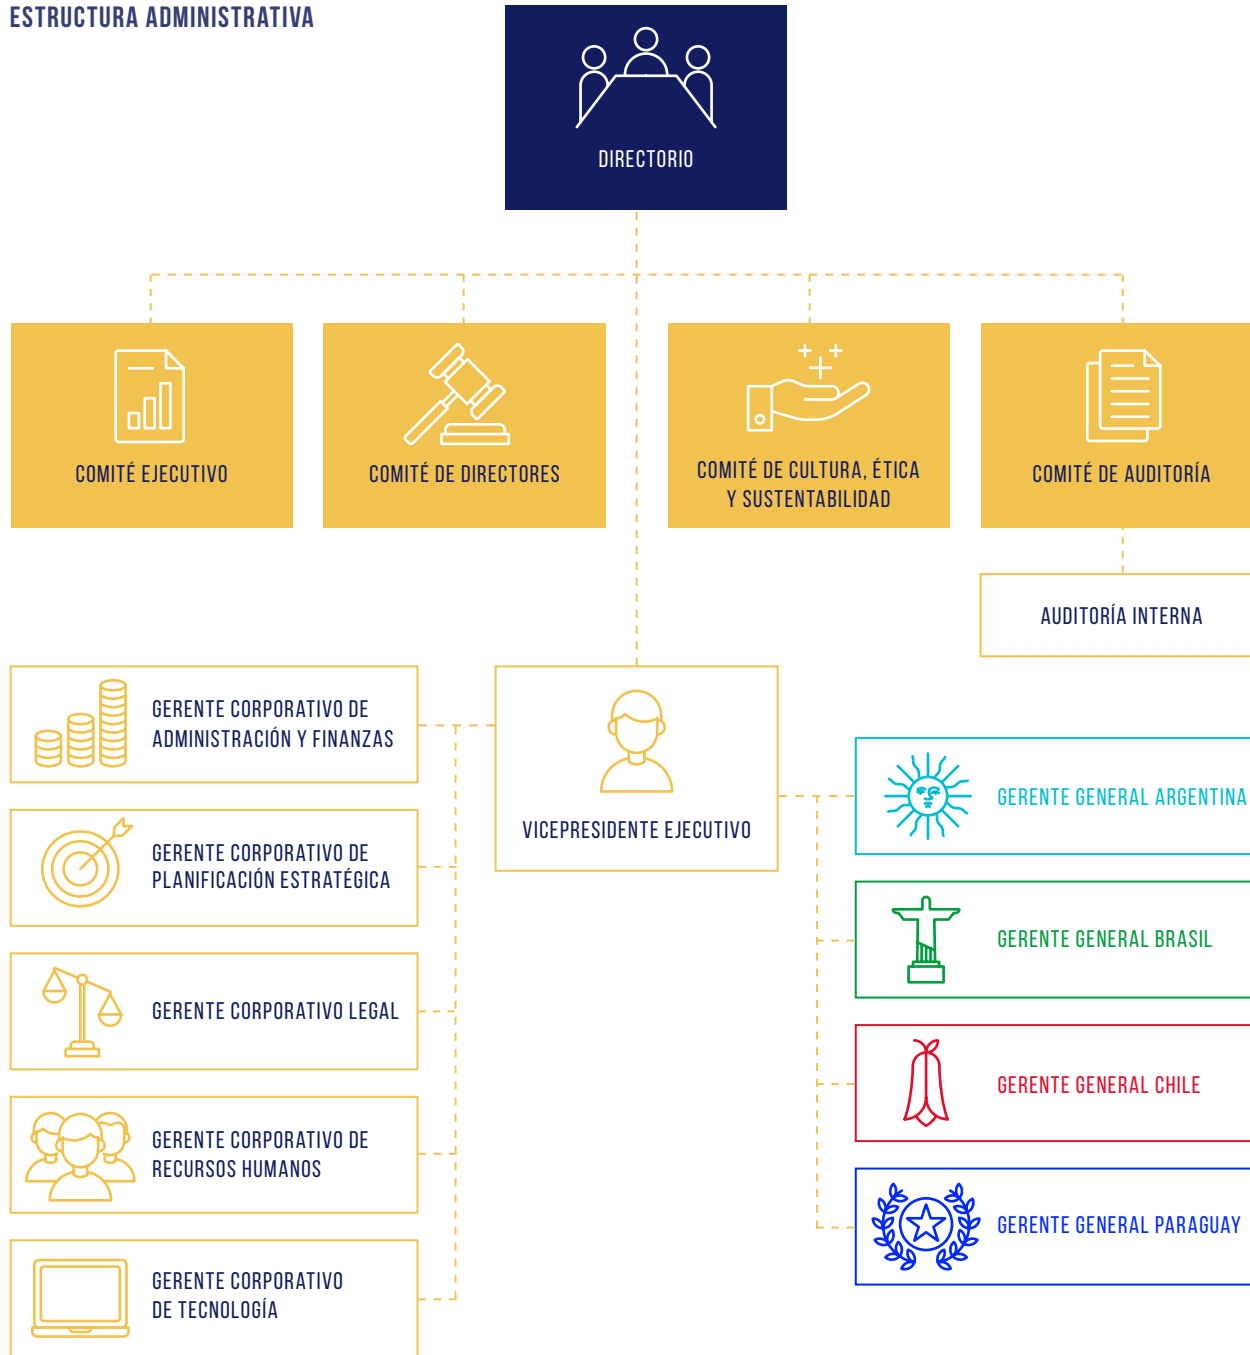 ESTRUCTURA ADMINISTRATIVA
DIRECTORIO
COMITÉ EJECUTIVO
COMITÉ DE DIRECTORES
COMITÉ DE CULTURA, ÉTICA
Y SUSTENTABILIDAD
COMITÉ DE AUDITORÍA
AUDITORÍA INTERNA
GERENTE CORPORATIVO DE
ADMINISTRACIÓN Y FINANZAS
GERENTE CORPORATIVO DE
PLANIFICACIÓN ESTRATÉGICA
GERENTE CORPORATIVO LEGAL
GERENTE CORPORATIVO DE
RECURSOS HUMANOS
GERENTE CORPORATIVO
DE TECNOLOGÍA
VICEPRESIDENTE EJECUTIVO
GERENTE GENERAL ARGENTINA
GERENTE GENERAL BRASIL
GERENTE GENERAL CHILE
GERENTE GENERAL PARAGUAY